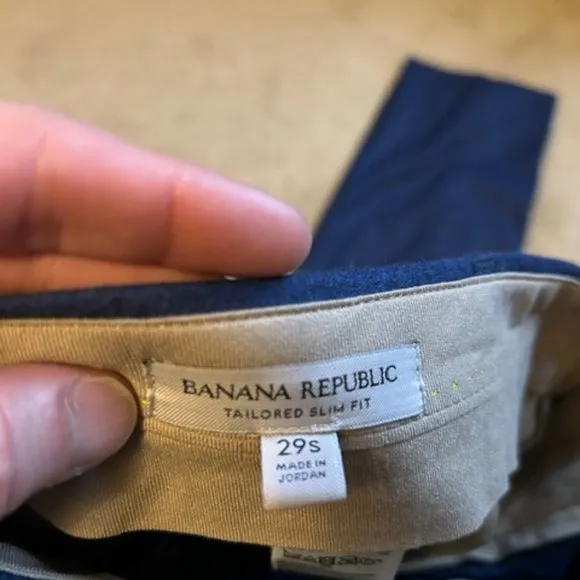 BANANA REPUBLIC
TAILORED SLIM FIT
29S
MADE IN
JORDAN